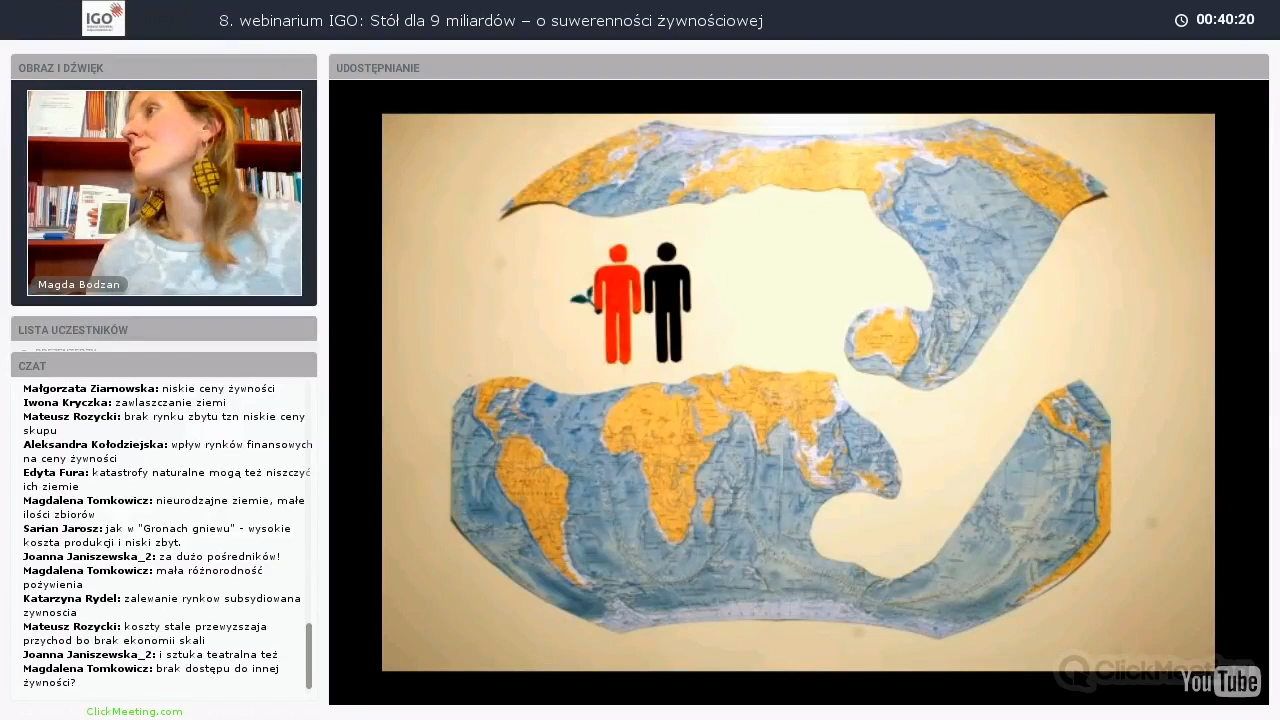 IGO
8. webinarium IGO: Stół dla 9 miliardów – o suwerenności żywnościowej
00:40:20
OBRAZ I DŹWIĘK
UDOSTĘPNIANIE
Magda Bodzan
LISTA UCZESTNIKÓW
CZAT
Małgorzata Ziarnowska: niskie ceny żywności
Iwona Kryczka: zawlaszczanie ziemi
Mateusz Rozycki: brak rynku zbytu tzn niskie ceny
skupu
Aleksandra Kołodziejska: wpływ rynków finansowych
na ceny żywności
Edyta Fura: katastrofy naturalne mogą też niszczyć
ich ziemie
Magdalena Tomkowicz: nieurodzajne ziemie, małe
ilości zbiorów
Sarian Jarosz: jak w "Gronach gniewu" - wysokie
koszta produkcji i niski zbyt.
Joanna Janiszewska_2: za dużo pośredników!
Magdalena Tomkowicz: mała różnorodność
pożywienia
Katarzyna Rydel: zalewanie rynkow subsydiowana
zywnoscia
Mateusz Rozycki: koszty stale przewyzszaja
przychod bo brak ekonomii skali
Joanna Janiszewska_2: i sztuka teatralna też
Magdalena Tomkowicz: brak dostępu do innej
żywności?
ClickMeeting
YouTube
ClickMeeting.com